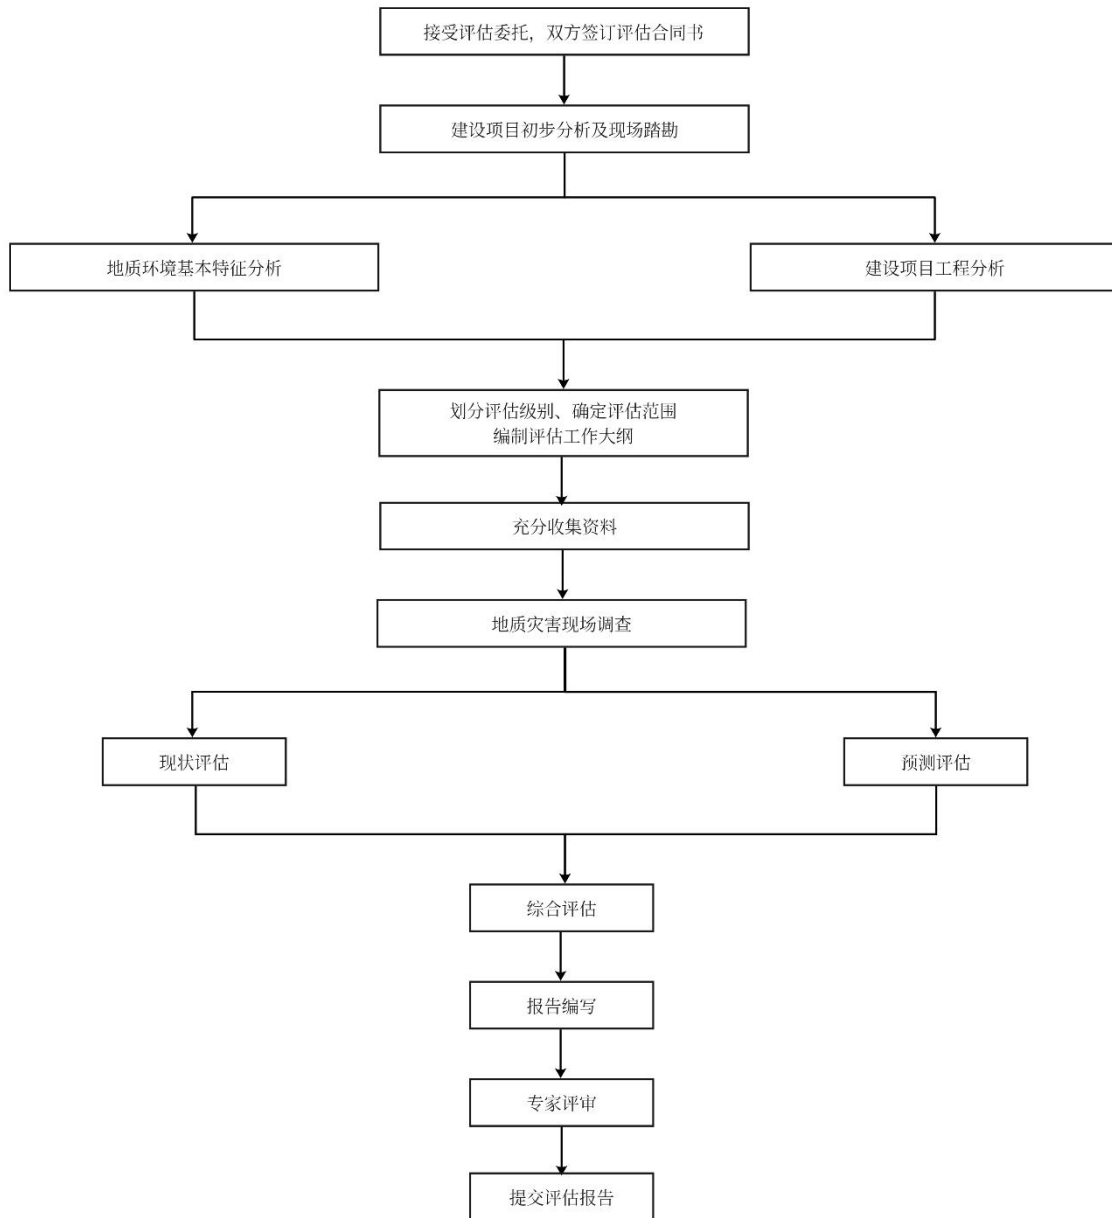 接受评估委托，双方签订评估合同书
建设项目初步分析及现场踏勘
地质环境基本特征分析
建设项目工程分析
划分评估级别、确定评估范围
编制评估工作大纲
充分收集资料
地质灾害现场调查
现状评估
预测评估
综合评估
报告编写
专家评审
提交评估报告